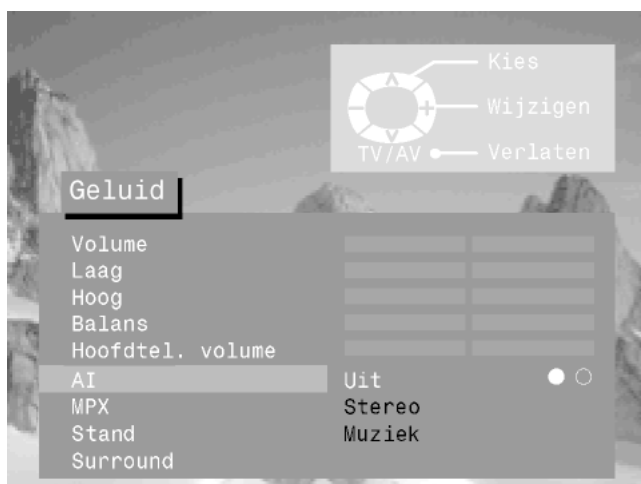 Kies
Wijzigen
TV/AV Verlaten
Geluid
Volume
Laag
Hoog
Balans
Hoofdtel. volume
AI Uit
MPX Stereo
Stand Muziek
Surround